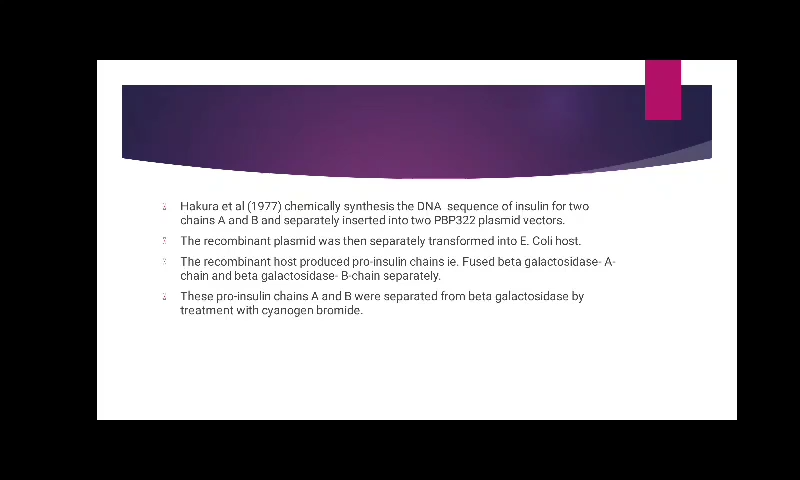 Hakura et al (1977) chemically synthesis the DNA  sequence of insulin for two
chains A and B and separately inserted into two PBP322 plasmid vectors.
The recombinant plasmid was then separately transformed into E. Coli host.
The recombinant host produced pro-insulin chains ie. Fused beta galactosidase- A-
chain and beta galactosidase- B-chain separately.
These pro-insulin chains A and B were separated from beta galactosidase by
treatment with cyanogen bromide.